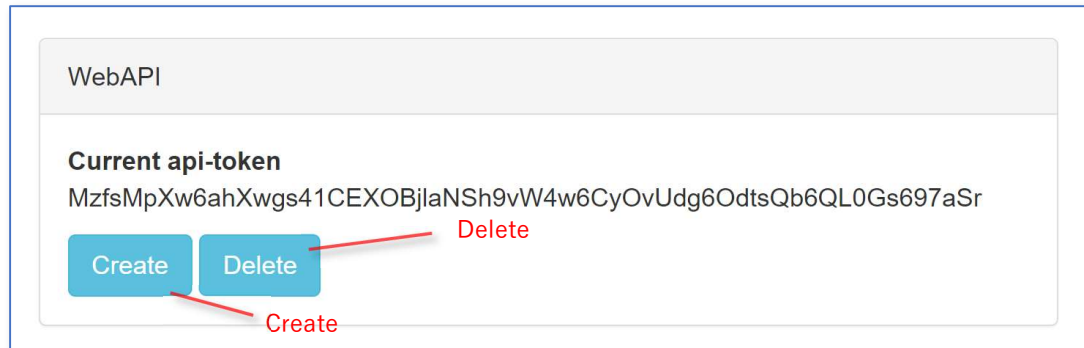 WebAPI
Current api-token
MzfsMpXw6ahXwgs41CEXOBjlaNSh9vW4w6CyOvUdg6OdtsQb6QL0Gs697aSr
Delete
Create Delete
Create